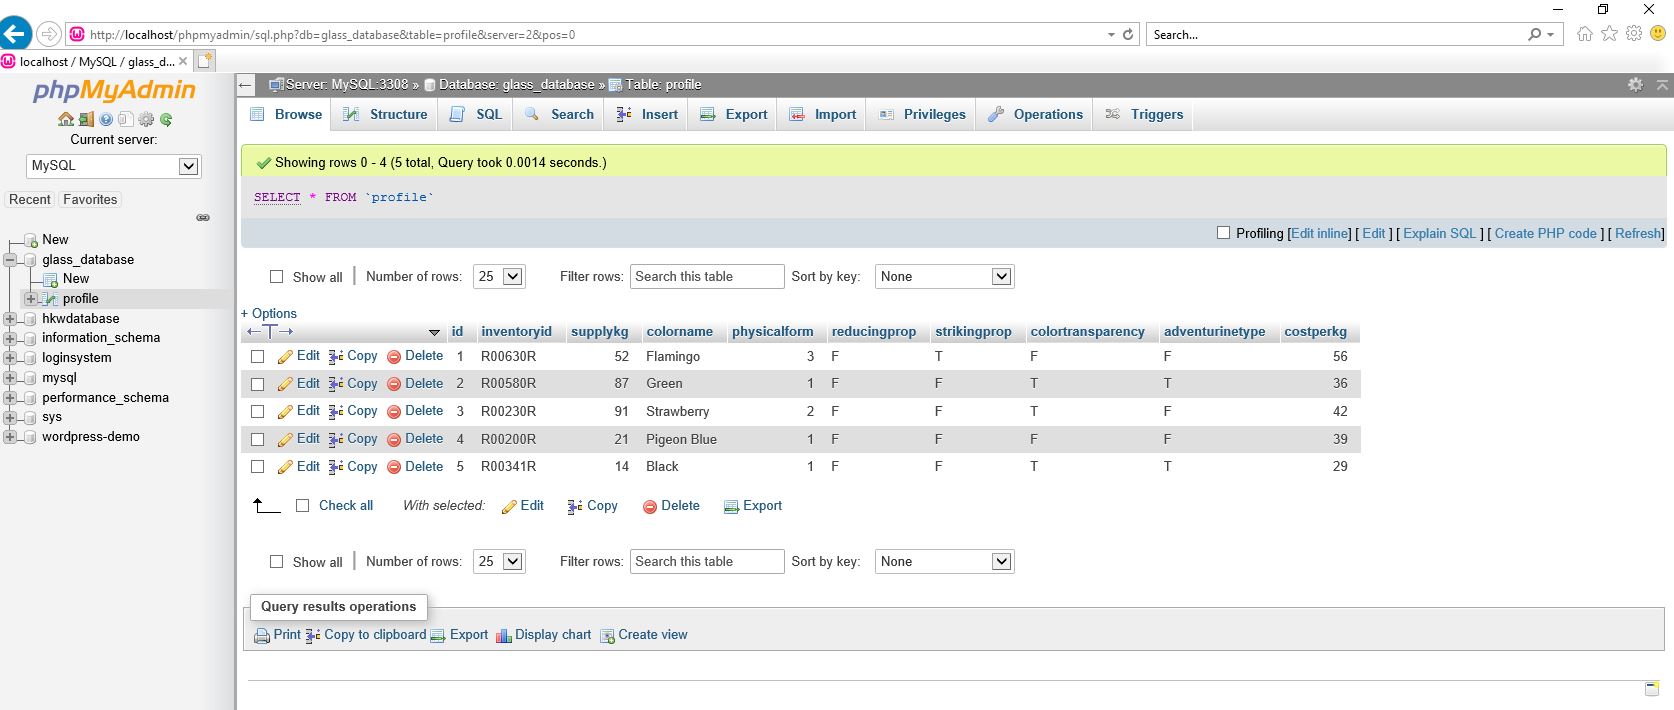 http://localhost/phpmyadmin/sql.php?db=glass_database&table=profile&server=2&pos=0
Search...
localhost / MySQL / glass_d...
phpMyAdmin
Current server:
MySQL
Recent Favorites
New
glass_database
New
profile
hkwdatabase
information_schema
loginsystem
mysql
performance_schema
sys
wordpress-demo
Server: MySQL:3308 » Database: glass_database » Table: profile
Browse Structure SQL Search Insert Export Import Privileges Operations Triggers
Showing rows 0 - 4 (5 total, Query took 0.0014 seconds.)
SELECT * FROM `profile`
Profiling [Edit inline] [ Edit ] [ Explain SQL ] [ Create PHP code ] [ Refresh]
Show all | Number of rows: 25 Filter rows: Search this table Sort by key: None
+ Options
←T→ id inventoryid supplykg colorname physicalform reducingprop strikingprop colortransparency adventurinetype costperkg
Edit Copy Delete 1 R00630R 52 Flamingo 3 F T F F 56
Edit Copy Delete 2 R00580R 87 Green 1 F F T T 36
Edit Copy Delete 3 R00230R 91 Strawberry 2 F F T F 42
Edit Copy Delete 4 R00200R 21 Pigeon Blue 1 F F F F 39
Edit Copy Delete 5 R00341R 14 Black 1 F F T T 29
Check all With selected: Edit Copy Delete Export
Show all | Number of rows: 25 Filter rows: Search this table Sort by key: None
Query results operations
Print Copy to clipboard Export Display chart Create view